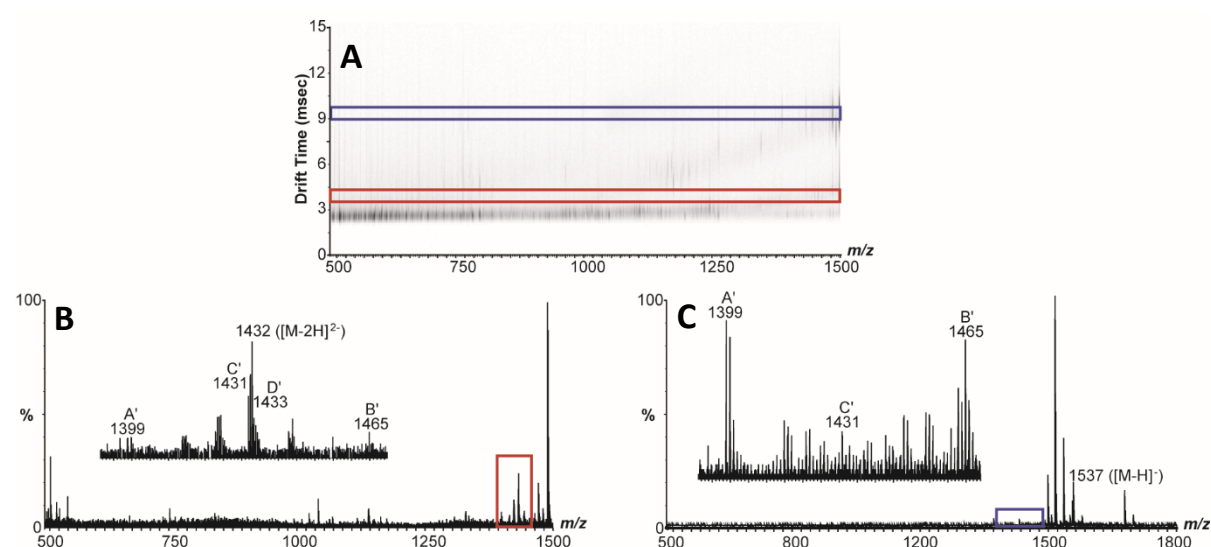 A
Drift Time (msec)
15
12
9
6
3
0
500 750 1000 1250 1500
m/z
B
100
%
0
1432 ([M-2H]²⁻)
C'
1431
D'
1433
A'
1399
B'
1465
500 750 1000 1250 1500
m/z
C
100
%
0
A'
1399
B'
1465
C'
1431
1537 ([M-H]⁻)
500 800 1200 1500 1800
m/z